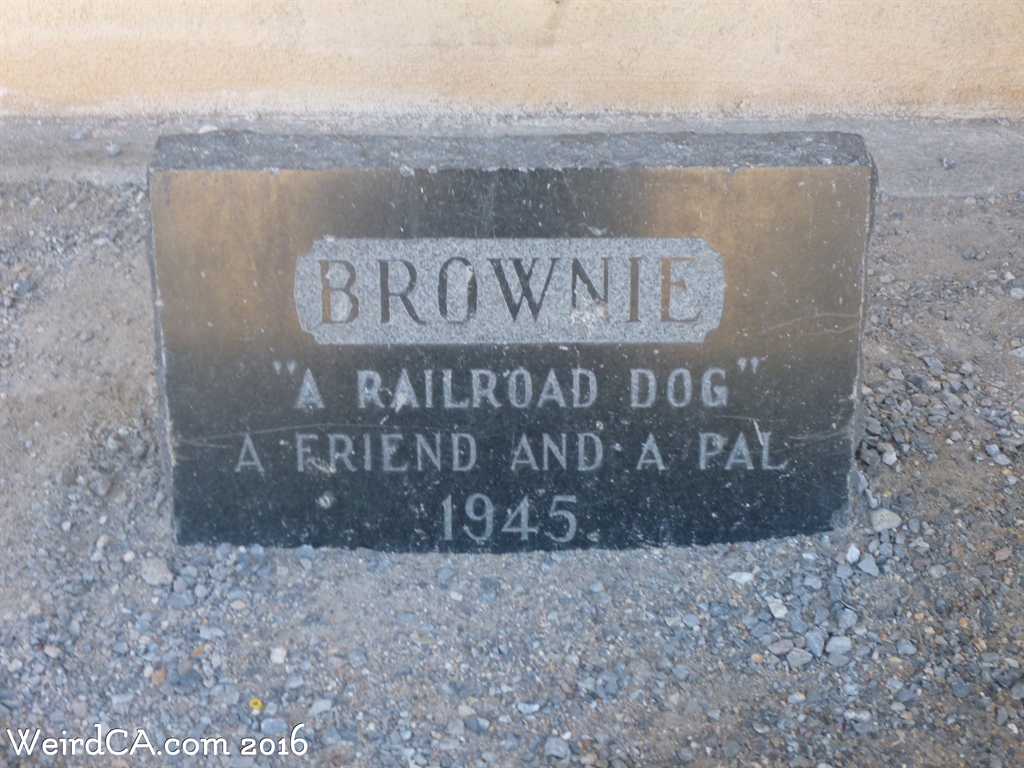 BROWNIE
"A RAILROAD DOG"
A FRIEND AND A PAL
1945
WeirdCA.com 2016